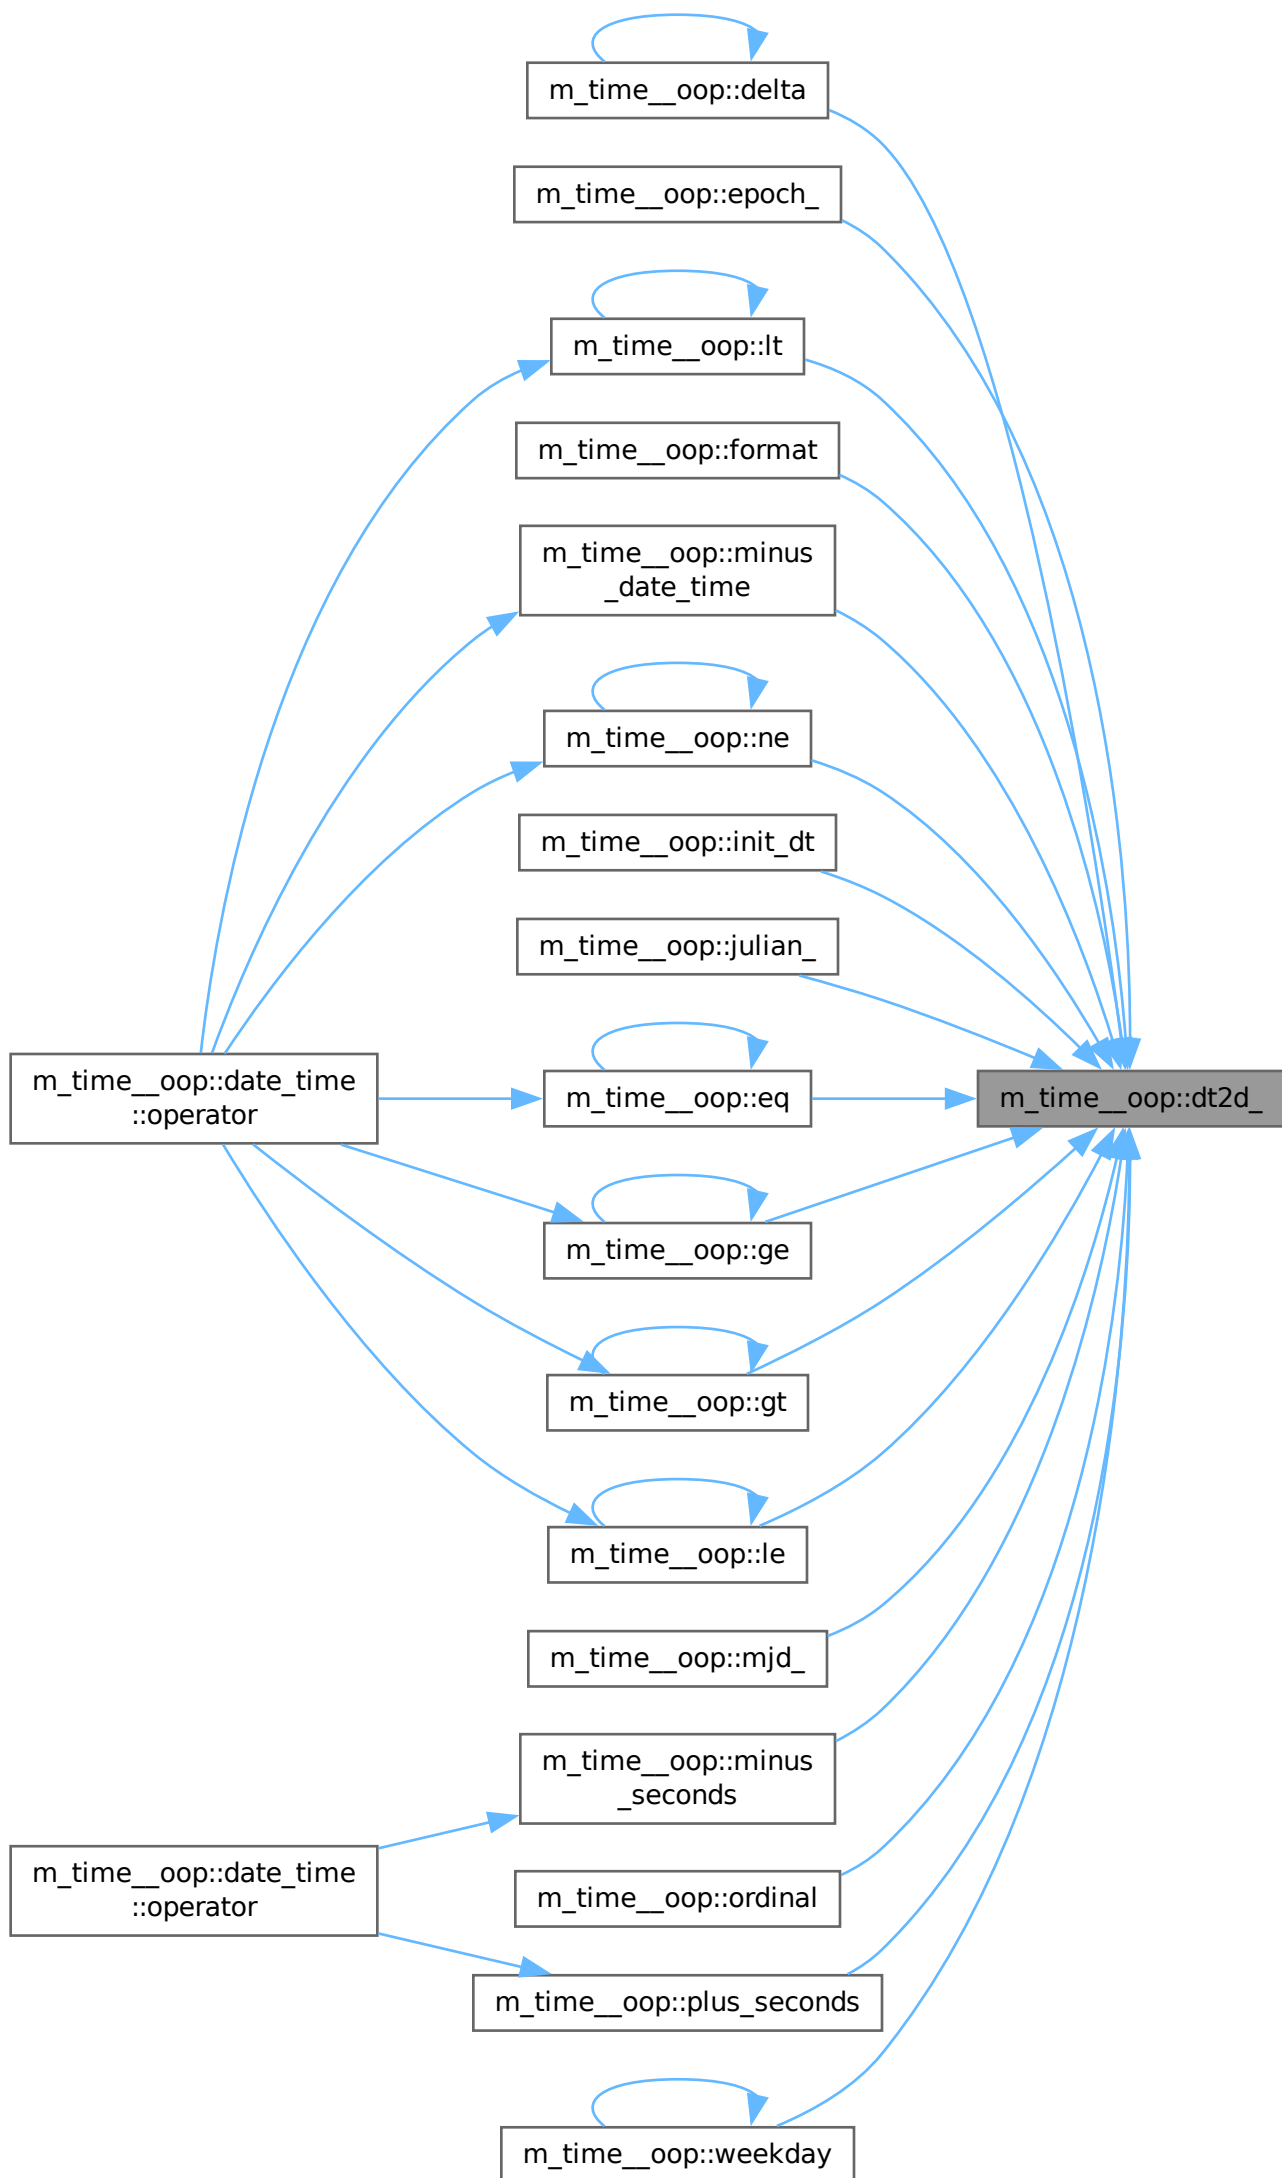 m_time__oop::delta
m_time__oop::epoch_
m_time__oop::lt
m_time__oop::format
m_time__oop::minus
_date_time
m_time__oop::ne
m_time__oop::init_dt
m_time__oop::julian_
m_time__oop::date_time
::operator
m_time__oop::eq
m_time__oop::dt2d_
m_time__oop::ge
m_time__oop::gt
m_time__oop::le
m_time__oop::mjd_
m_time__oop::minus
_seconds
m_time__oop::date_time
::operator
m_time__oop::ordinal
m_time__oop::plus_seconds
m_time__oop::weekday